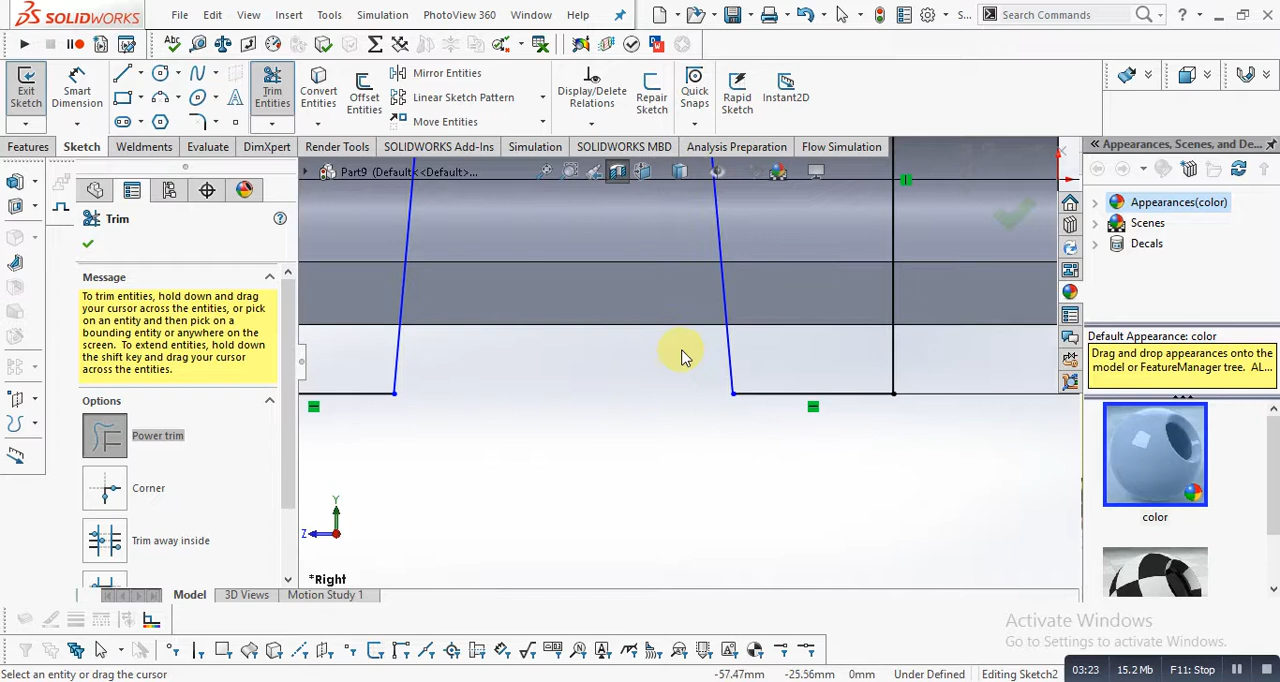 SOLIDWORKS
File Edit View Insert Tools Simulation PhotoView 360 Window Help
S... Search Commands
Exit Sketch
Smart Dimension
Trim Entities
Convert Entities
Offset Entities
Mirror Entities
Linear Sketch Pattern
Move Entities
Display/Delete Relations
Repair Sketch
Quick Snaps
Rapid Sketch
Instant2D
Features Sketch Weldments Evaluate DimXpert Render Tools SOLIDWORKS Add-Ins Simulation SOLIDWORKS MBD Analysis Preparation Flow Simulation
Appearances, Scenes, and De...
Part9 (Default<<Default>...
Trim
Message
To trim entities, hold down and drag
your cursor across the entities, or pick
on an entity and then pick on a
bounding entity or anywhere on the
screen. To extend entities, hold down
the shift key and drag your cursor
across the entities.
Options
Power trim
Corner
Trim away inside
Y
Z
*Right
Appearances(color)
Scenes
Decals
Default Appearance: color
Drag and drop appearances onto the
model or FeatureManager tree. AL...
color
Model 3D Views Motion Study 1
Activate Windows
Go to Settings to activate Windows.
Select an entity or drag the cursor
-57.47mm -25.56mm 0mm Under Defined Editing Sketch2
03:23 15.2 Mb F11: Stop